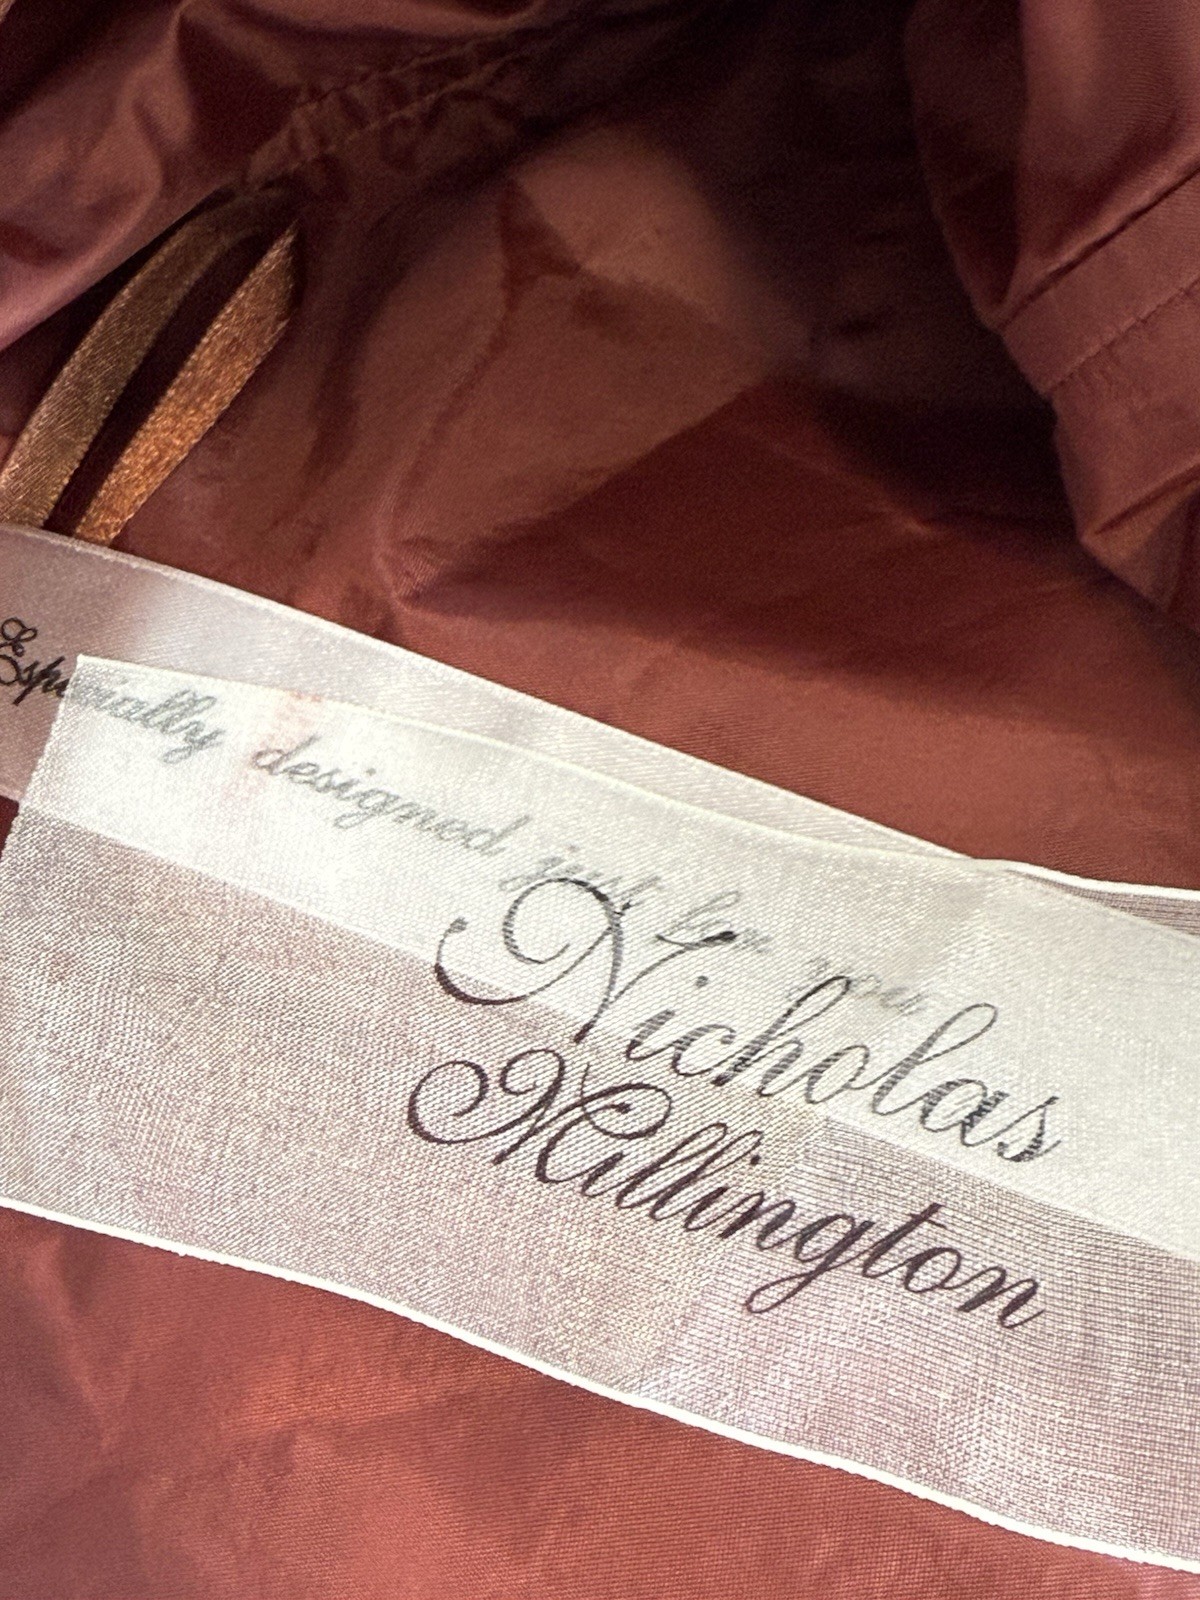 Especially designed just for you
Nicholas
Millington